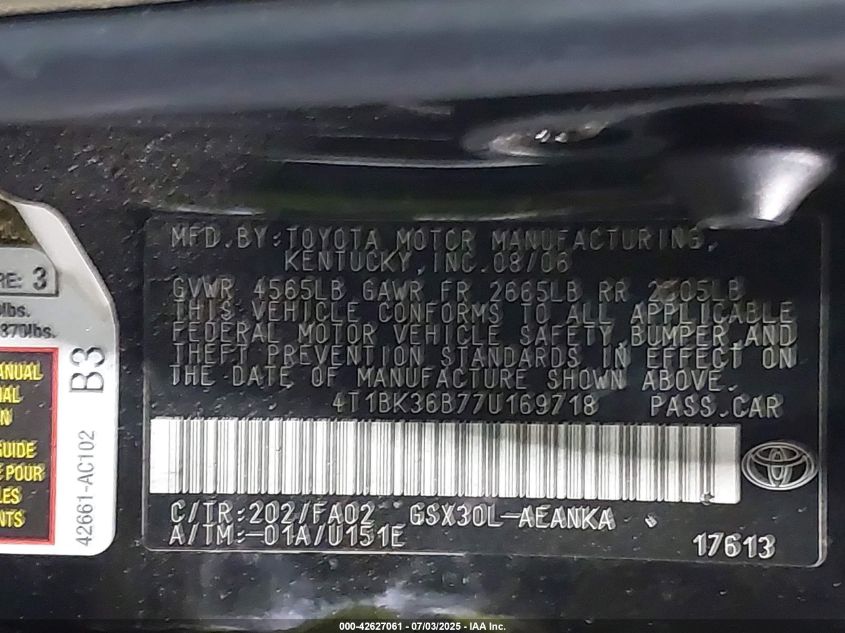 MFD.BY:TOYOTA MOTOR MANUFACTURING,
KENTUCKY,INC.08/06
GVWR 4565LB GAWR FR 2665LB RR LB
THIS VEHICLE CONFORMS TO ALL APPLICABLE
FEDERAL MOTOR VEHICLE SAFETY,BUMPER,AND
THEFT PREVENTION STANDARDS IN EFFECT ON
THE DATE OF MANUFACTURE SHOWN ABOVE.
4T1BK36B77U169718 PASS.CAR
C/TR:202/FA02 GSX30L-AEANKA
A/TM:-01A/U151E
17613
RE: 3
lbs.
870lbs.
B3
42661-AC102
ANUAL
IAL
N
GUIDE
E POUR
LES
NTS
000-42627061 - 07/03/2025 - IAA Inc.